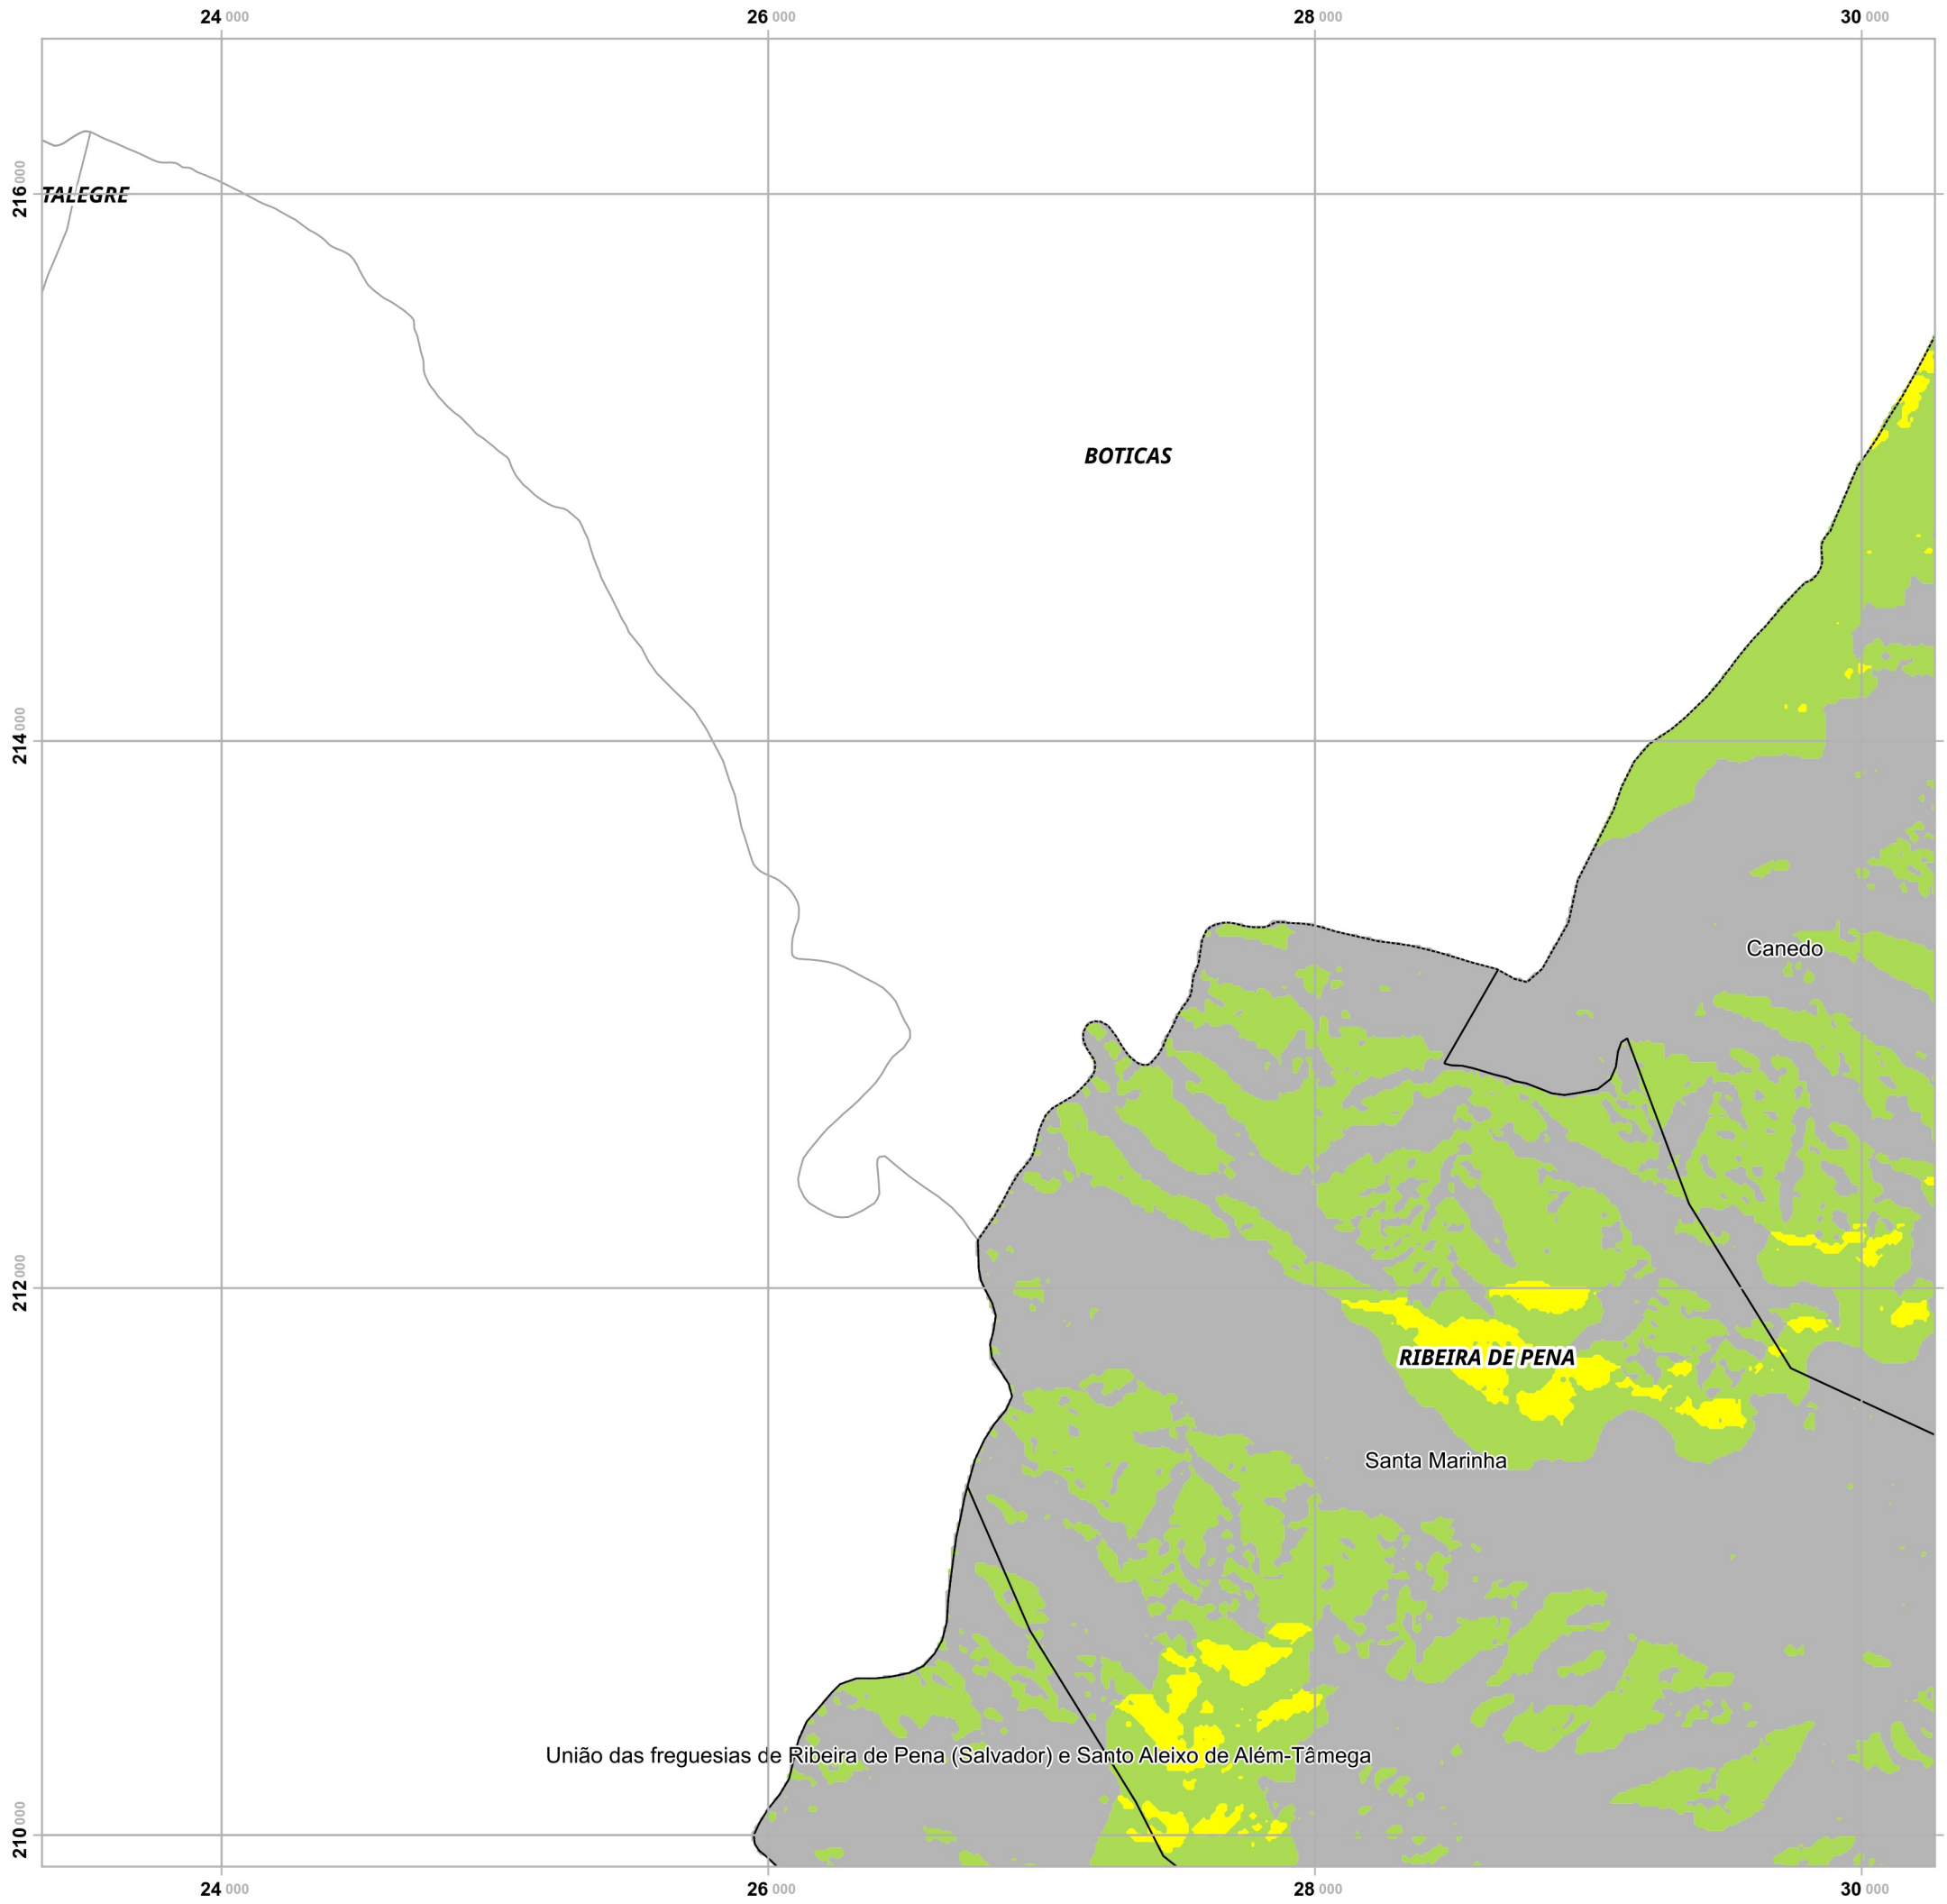 24 000 26 000 28 000 30 000
216 000
TALEGRE
BOTICAS
214 000
Canedo
212 000
RIBEIRA DE PENA
Santa Marinha
União das freguesias de Ribeira de Pena (Salvador) e Santo Aleixo de Além-Tâmega
210 000
24 000 26 000 28 000 30 000